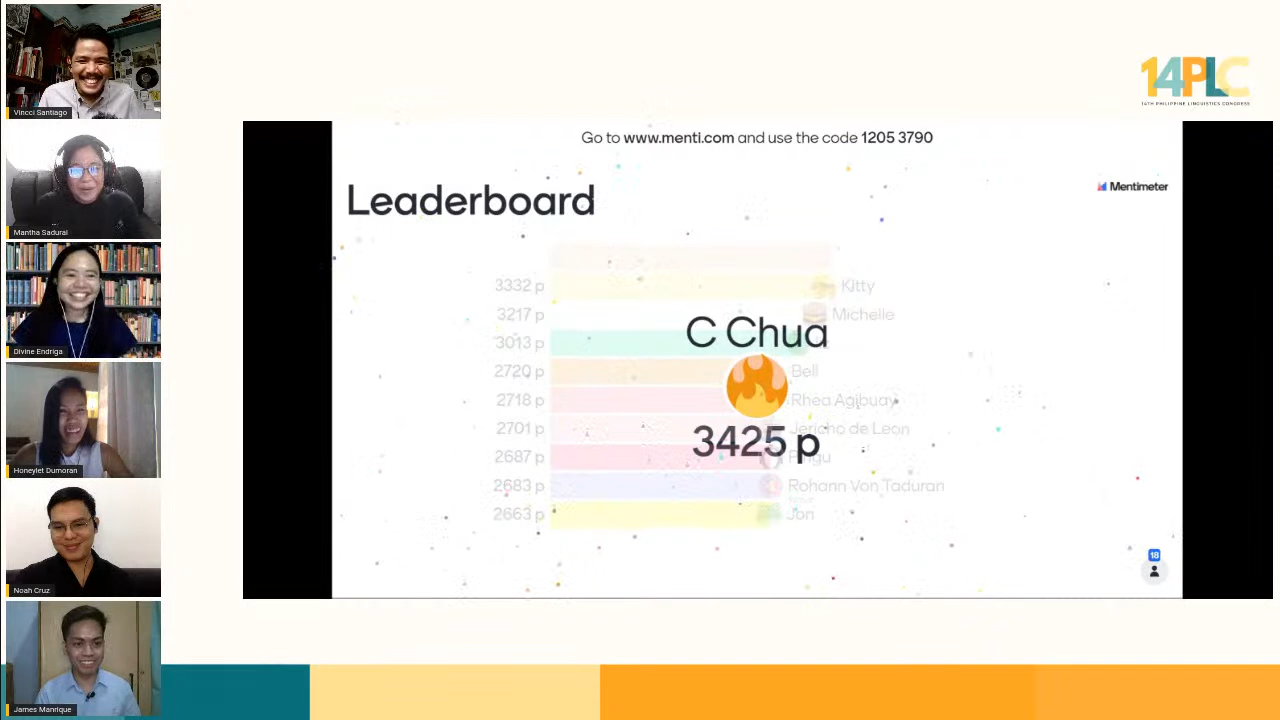 Vincci Santiago
Mantha Sadural
Divine Endriga
Honeylet Dumoran
Noah Cruz
James Manrique
14PLC
14TH PHILIPPINE LINGUISTICS CONGRESS
Go to www.menti.com and use the code 1205 3790
Mentimeter
Leaderboard
3332 p Kitty
3217 p Michelle
3013 p
2720 p Bell
2718 p Rhea Agibuay
2701 p Jericho de Leon
2687 p Pingu
2683 p Rohann Von Taduran
2663 p Jon
C Chua
3425 p
18